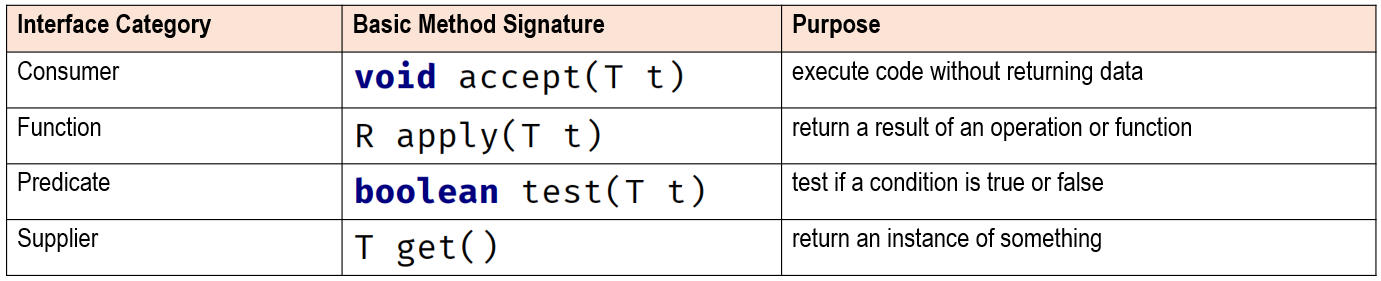 Interface Category Basic Method Signature Purpose
Consumer void accept(T t) execute code without returning data
Function R apply(T t) return a result of an operation or function
Predicate boolean test(T t) test if a condition is true or false
Supplier T get() return an instance of something